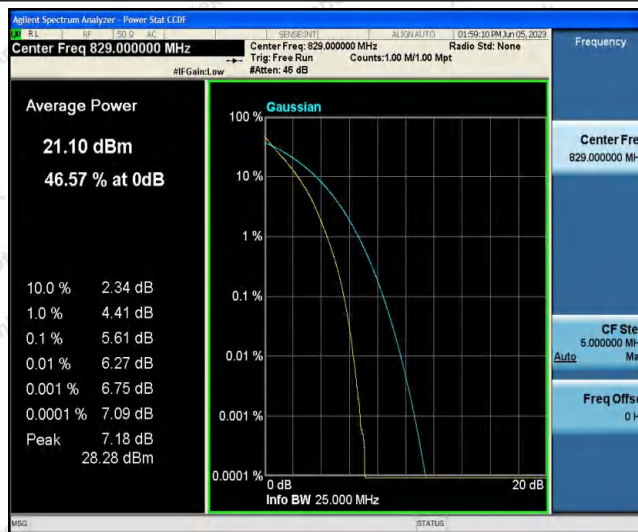 Agilent Spectrum Analyzer - Power Stat CCDF
RL RF 50 Ω AC SENSE:INT ALIGN AUTO 01:59:10 PM Jun 05, 2023
Center Freq 829.000000 MHz
Center Freq: 829.000000 MHz Radio Std: None
Trig: Free Run Counts:1.00 M/1.00 Mpt
#IFGain:Low #Atten: 46 dB
Frequency
Average Power
21.10 dBm
46.57 % at 0dB
10.0 % 2.34 dB
1.0 % 4.41 dB
0.1 % 5.61 dB
0.01 % 6.27 dB
0.001 % 6.75 dB
0.0001 % 7.09 dB
Peak 7.18 dB
28.28 dBm
Gaussian
100 %
10 %
1 %
0.1 %
0.01 %
0.001 %
0.0001 %
0 dB 20 dB
Info BW 25.000 MHz
Center Fre
829.000000 MH
CF Ste
5.000000 MH
Auto Ma
Freq Offs
0 H
MSG STATUS